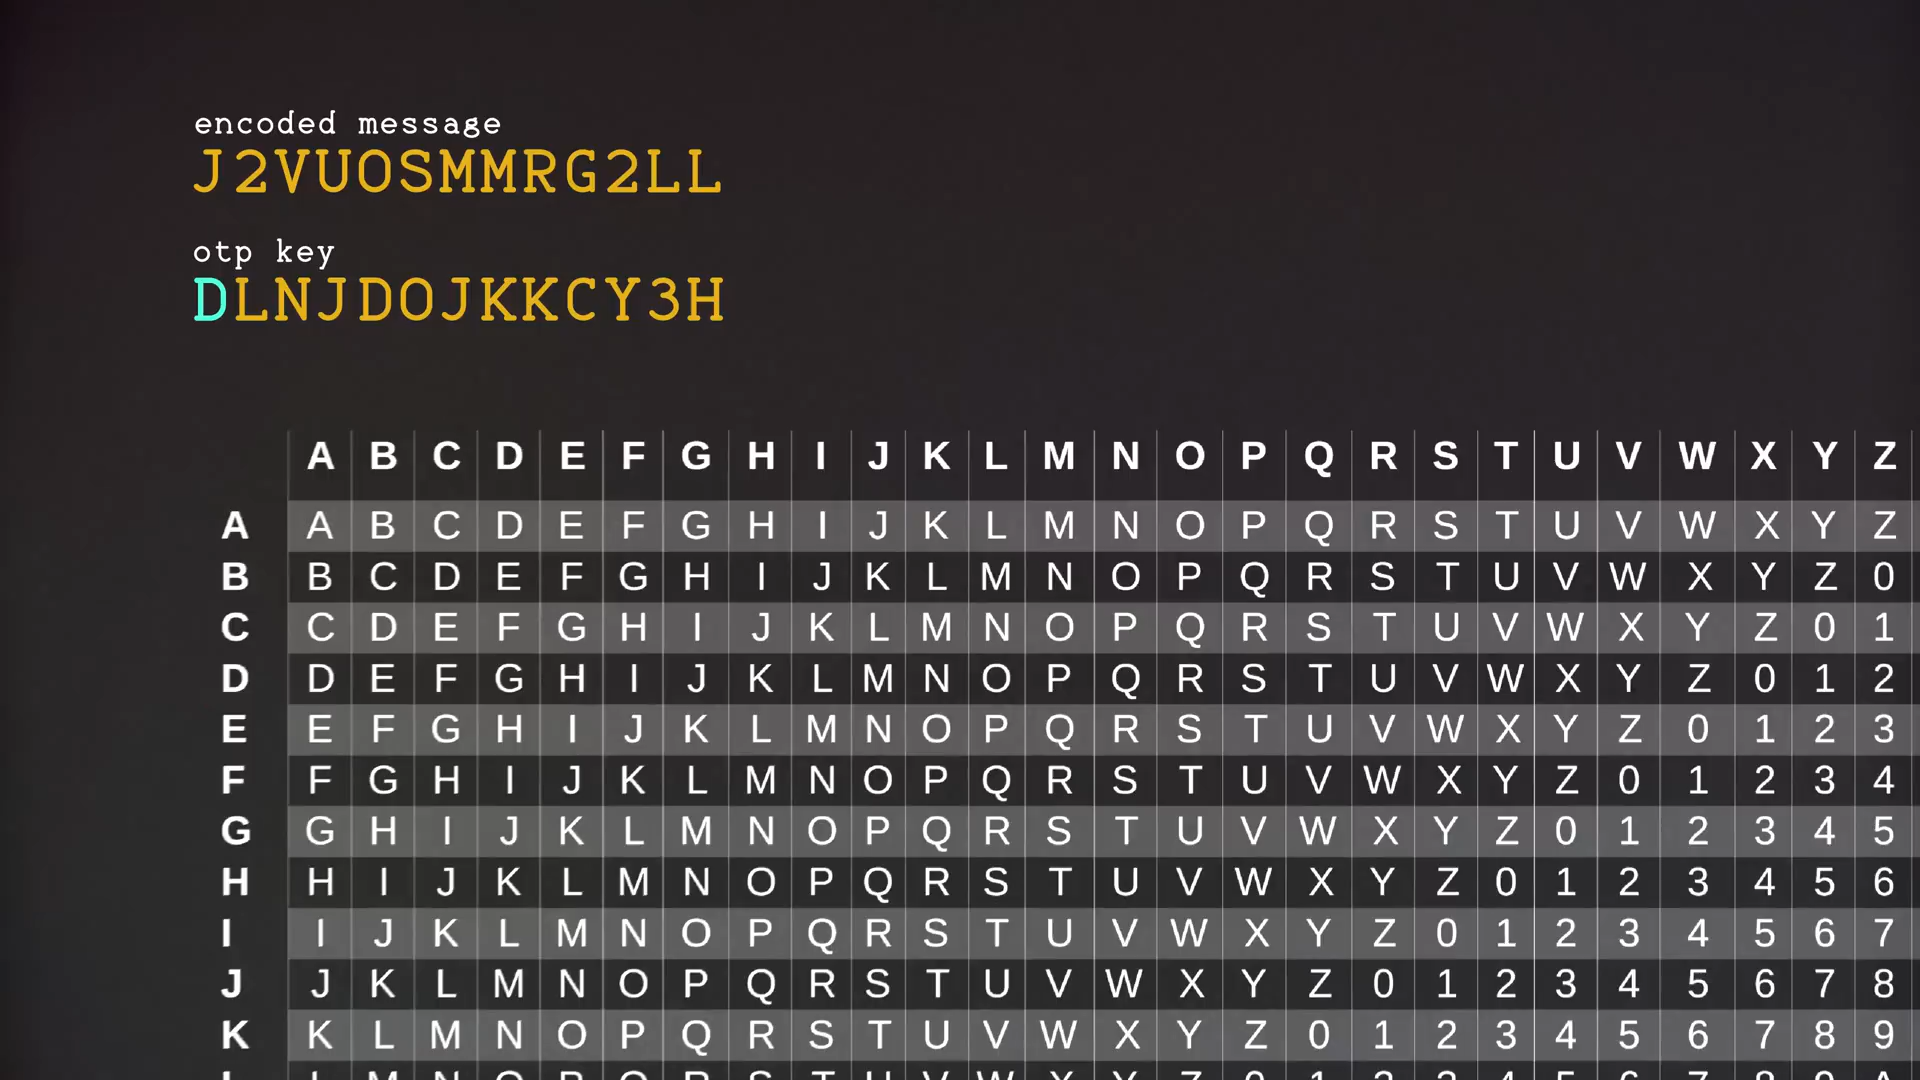 encoded message
J2VUOSMMRG2LL
otp key
DLNJDOJKKCY3H
A B C D E F G H I J K L M N O P Q R S T U V W X Y Z
A A B C D E F G H I J K L M N O P Q R S T U V W X Y Z
B B C D E F G H I J K L M N O P Q R S T U V W X Y Z 0
C C D E F G H I J K L M N O P Q R S T U V W X Y Z 0 1
D D E F G H I J K L M N O P Q R S T U V W X Y Z 0 1 2
E E F G H I J K L M N O P Q R S T U V W X Y Z 0 1 2 3
F F G H I J K L M N O P Q R S T U V W X Y Z 0 1 2 3 4
G G H I J K L M N O P Q R S T U V W X Y Z 0 1 2 3 4 5
H H I J K L M N O P Q R S T U V W X Y Z 0 1 2 3 4 5 6
I I J K L M N O P Q R S T U V W X Y Z 0 1 2 3 4 5 6 7
J J K L M N O P Q R S T U V W X Y Z 0 1 2 3 4 5 6 7 8
K K L M N O P Q R S T U V W X Y Z 0 1 2 3 4 5 6 7 8 9